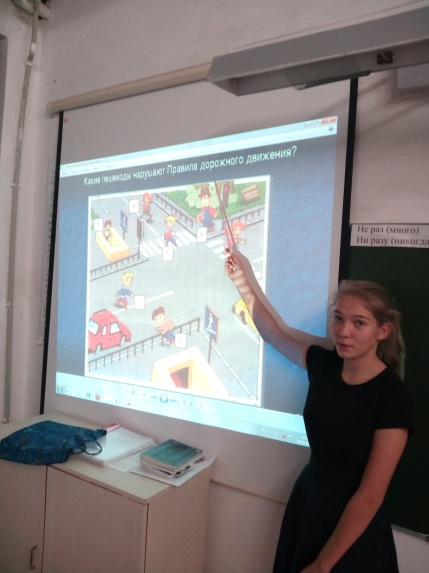 Какие пешеходы нарушают Правила дорожного движения?
Не раз (много)
Ни разу (никогда